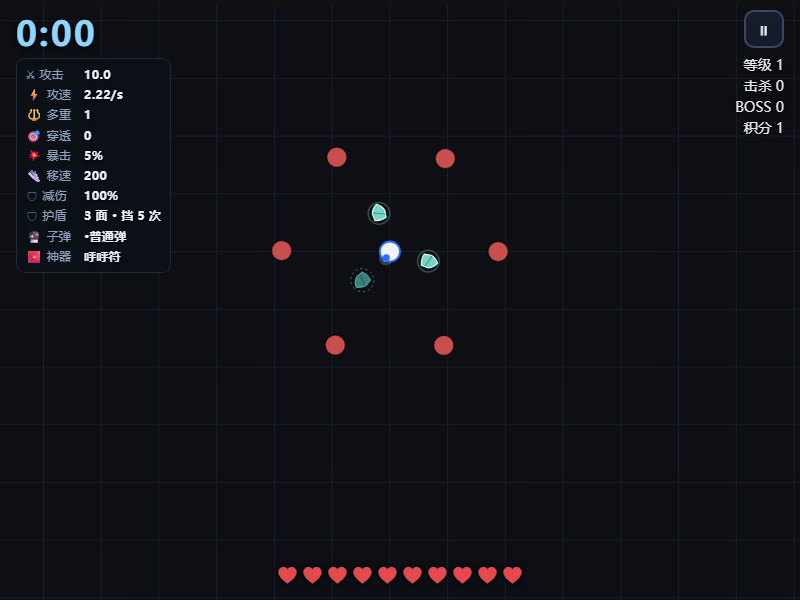 0:00
攻击 10.0
攻速 2.22/s
多重 1
穿透 0
暴击 5%
移速 200
减伤 100%
护盾 3 面 • 挡 5 次
子弹 •普通弹
神器 呼呼符
等级 1
击杀 0
BOSS 0
积分 1